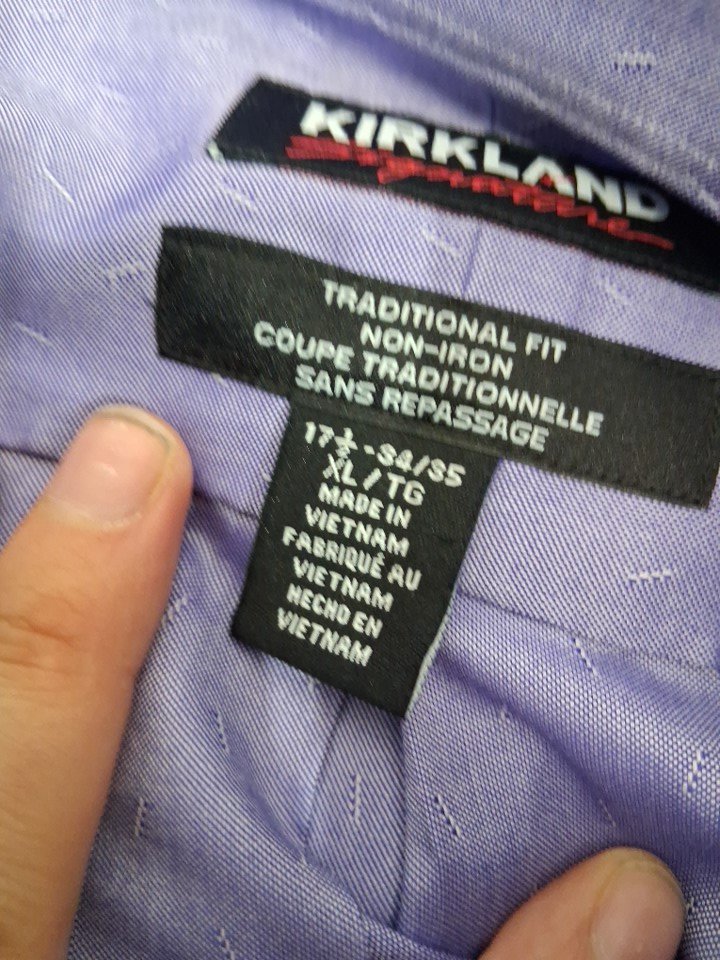 KIRKLAND
Signature
TRADITIONAL FIT
NON-IRON
COUPE TRADITIONNELLE
SANS REPASSAGE
17½-34/35
XL/TG
MADE IN
VIETNAM
FABRIQUÉ AU
VIETNAM
HECHO EN
VIETNAM